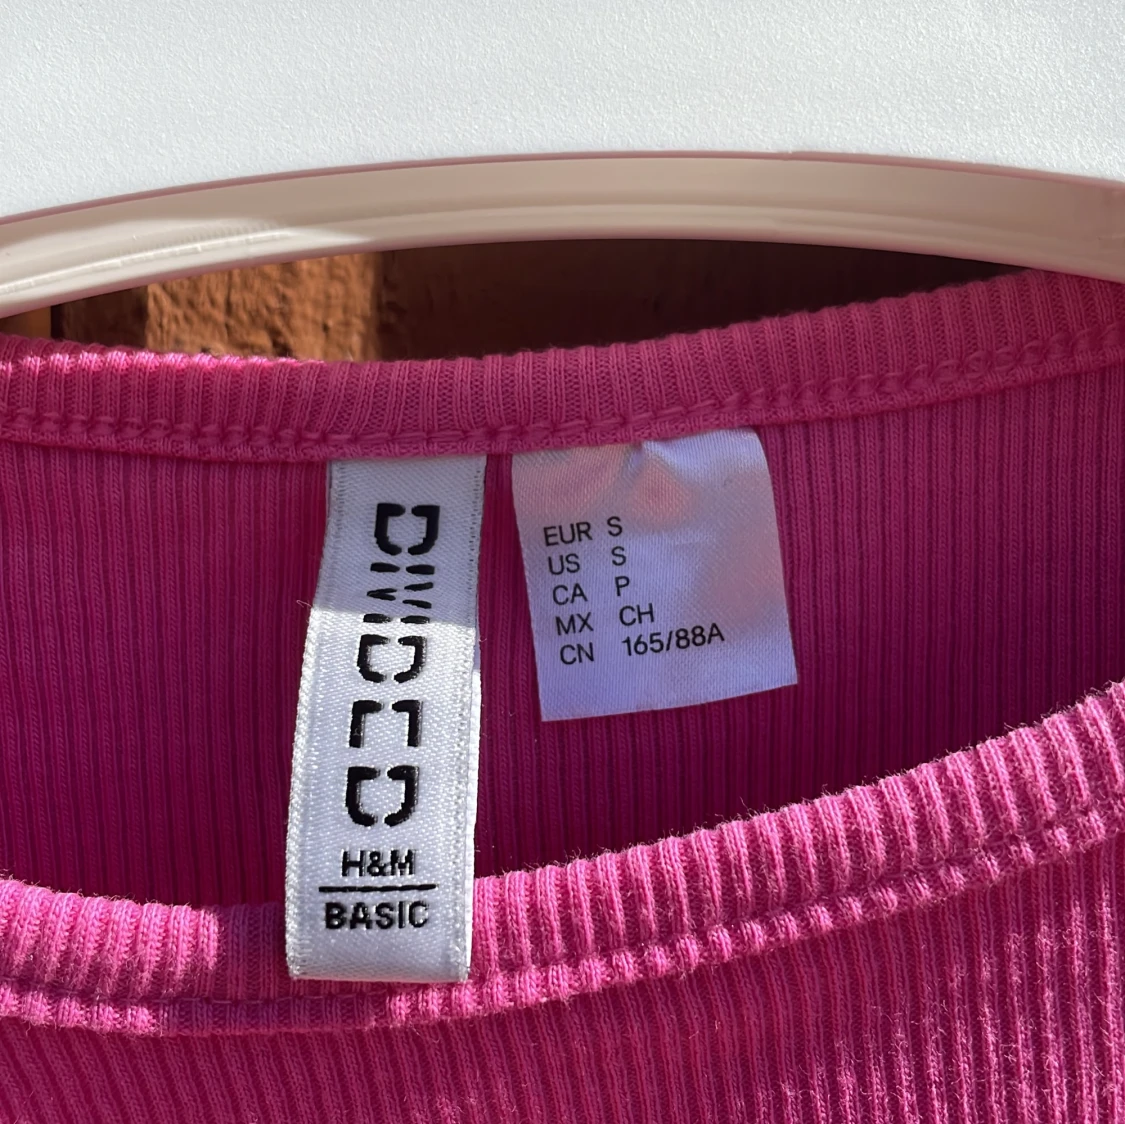 DIVIDED
H&M
BASIC
EUR S
US S
CA P
MX CH
CN 165/88A